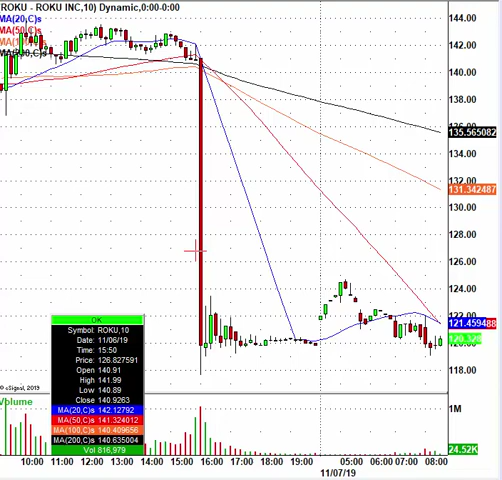 ROKU - ROKU INC,10) Dynamic,0:00-0:00
MA(20,C)s
MA(50,C)s
MA(200,C)s
144.00
142.00
140.00
138.00
135.565082
134.00
131.342487
130.00
128.00
126.00
124.00
122.00
121.459488
120.00
118.00
OK
Symbol: ROKU,10
Date: 11/06/19
Time: 15:50
Price: 126.827591
Open 140.91
High 141.99
Low 140.89
Close 140.9263
MA(20,C)s 142.12792
MA(50,C)s 141.324012
MA(100,C)s 140.409656
MA(200,C)s 140.635004
Vol 816,979
© eSignal, 2019
Volume
1M
24.52K
10:00 11:00 12:00 13:00 14:00 15:00 16:00 17:00 18:00 19:00 05:00 06:00 07:00 08:00
11/07/19